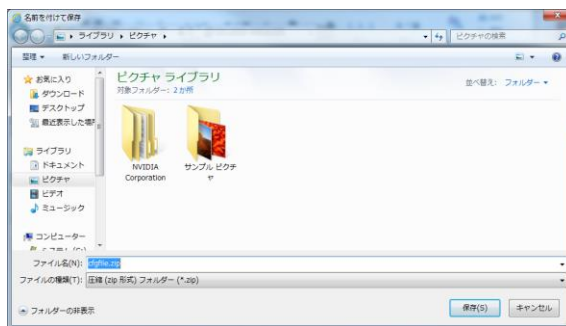 名前を付けて保存
ライブラリ ▸ ピクチャ ▸
ピクチャの検索
整理 ▼ 新しいフォルダー
お気に入り
ダウンロード
デスクトップ
最近表示した場所
ライブラリ
ドキュメント
ピクチャ
ビデオ
ミュージック
コンピューター
ピクチャ ライブラリ
対象フォルダー: 2 か所
並べ替え: フォルダー ▼
NVIDIA
Corporation
サンプル ピクチ
ャ
ファイル名(N): cfgfile.zip
ファイルの種類(T): 圧縮 (zip 形式) フォルダー (*.zip)
フォルダーの非表示
保存(S)
キャンセル